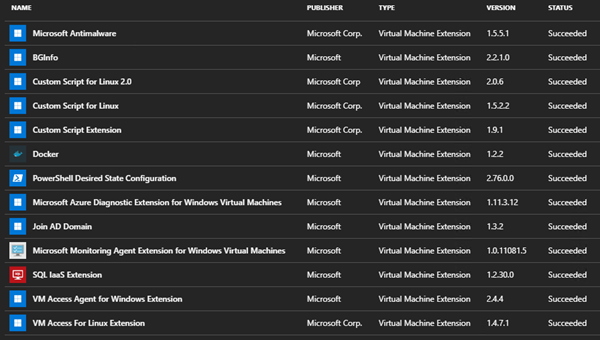 NAME PUBLISHER TYPE VERSION STATUS
Microsoft Antimalware Microsoft Corp. Virtual Machine Extension 1.5.5.1 Succeeded
BGInfo Microsoft Virtual Machine Extension 2.2.1.0 Succeeded
Custom Script for Linux 2.0 Microsoft Corp Virtual Machine Extension 2.0.6 Succeeded
Custom Script for Linux Microsoft Corp. Virtual Machine Extension 1.5.2.2 Succeeded
Custom Script Extension Microsoft Corp. Virtual Machine Extension 1.9.1 Succeeded
Docker Microsoft Virtual Machine Extension 1.2.2 Succeeded
PowerShell Desired State Configuration Microsoft Virtual Machine Extension 2.76.0.0 Succeeded
Microsoft Azure Diagnostic Extension for Windows Virtual Machines Microsoft Virtual Machine Extension 1.11.3.12 Succeeded
Join AD Domain Microsoft Virtual Machine Extension 1.3.2 Succeeded
Microsoft Monitoring Agent Extension for Windows Virtual Machines Microsoft Virtual Machine Extension 1.0.11081.5 Succeeded
SQL IaaS Extension Microsoft Virtual Machine Extension 1.2.30.0 Succeeded
VM Access Agent for Windows Extension Microsoft Virtual Machine Extension 2.4.4 Succeeded
VM Access For Linux Extension Microsoft Corp. Virtual Machine Extension 1.4.7.1 Succeeded